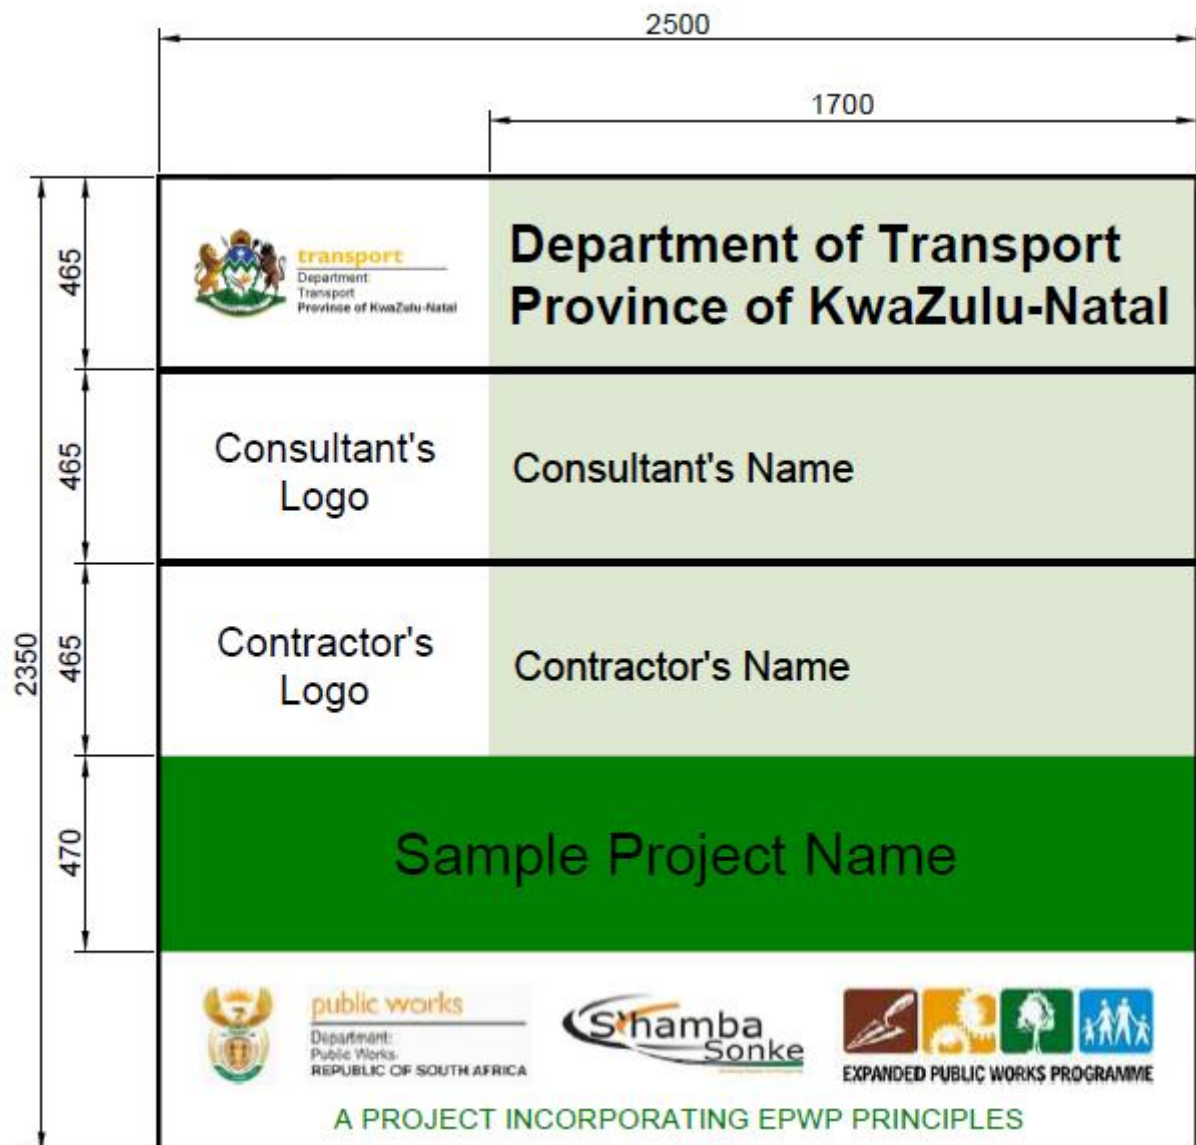 2500
1700
465
transport
Department:
Transport
Province of KwaZulu-Natal
Department of Transport
Province of KwaZulu-Natal
465
Consultant's
Logo
Consultant's Name
2350
465
Contractor's
Logo
Contractor's Name
470
Sample Project Name
public works
Department:
Public Works
REPUBLIC OF SOUTH AFRICA
S'hamba
Sonke
EXPANDED PUBLIC WORKS PROGRAMME
A PROJECT INCORPORATING EPWP PRINCIPLES